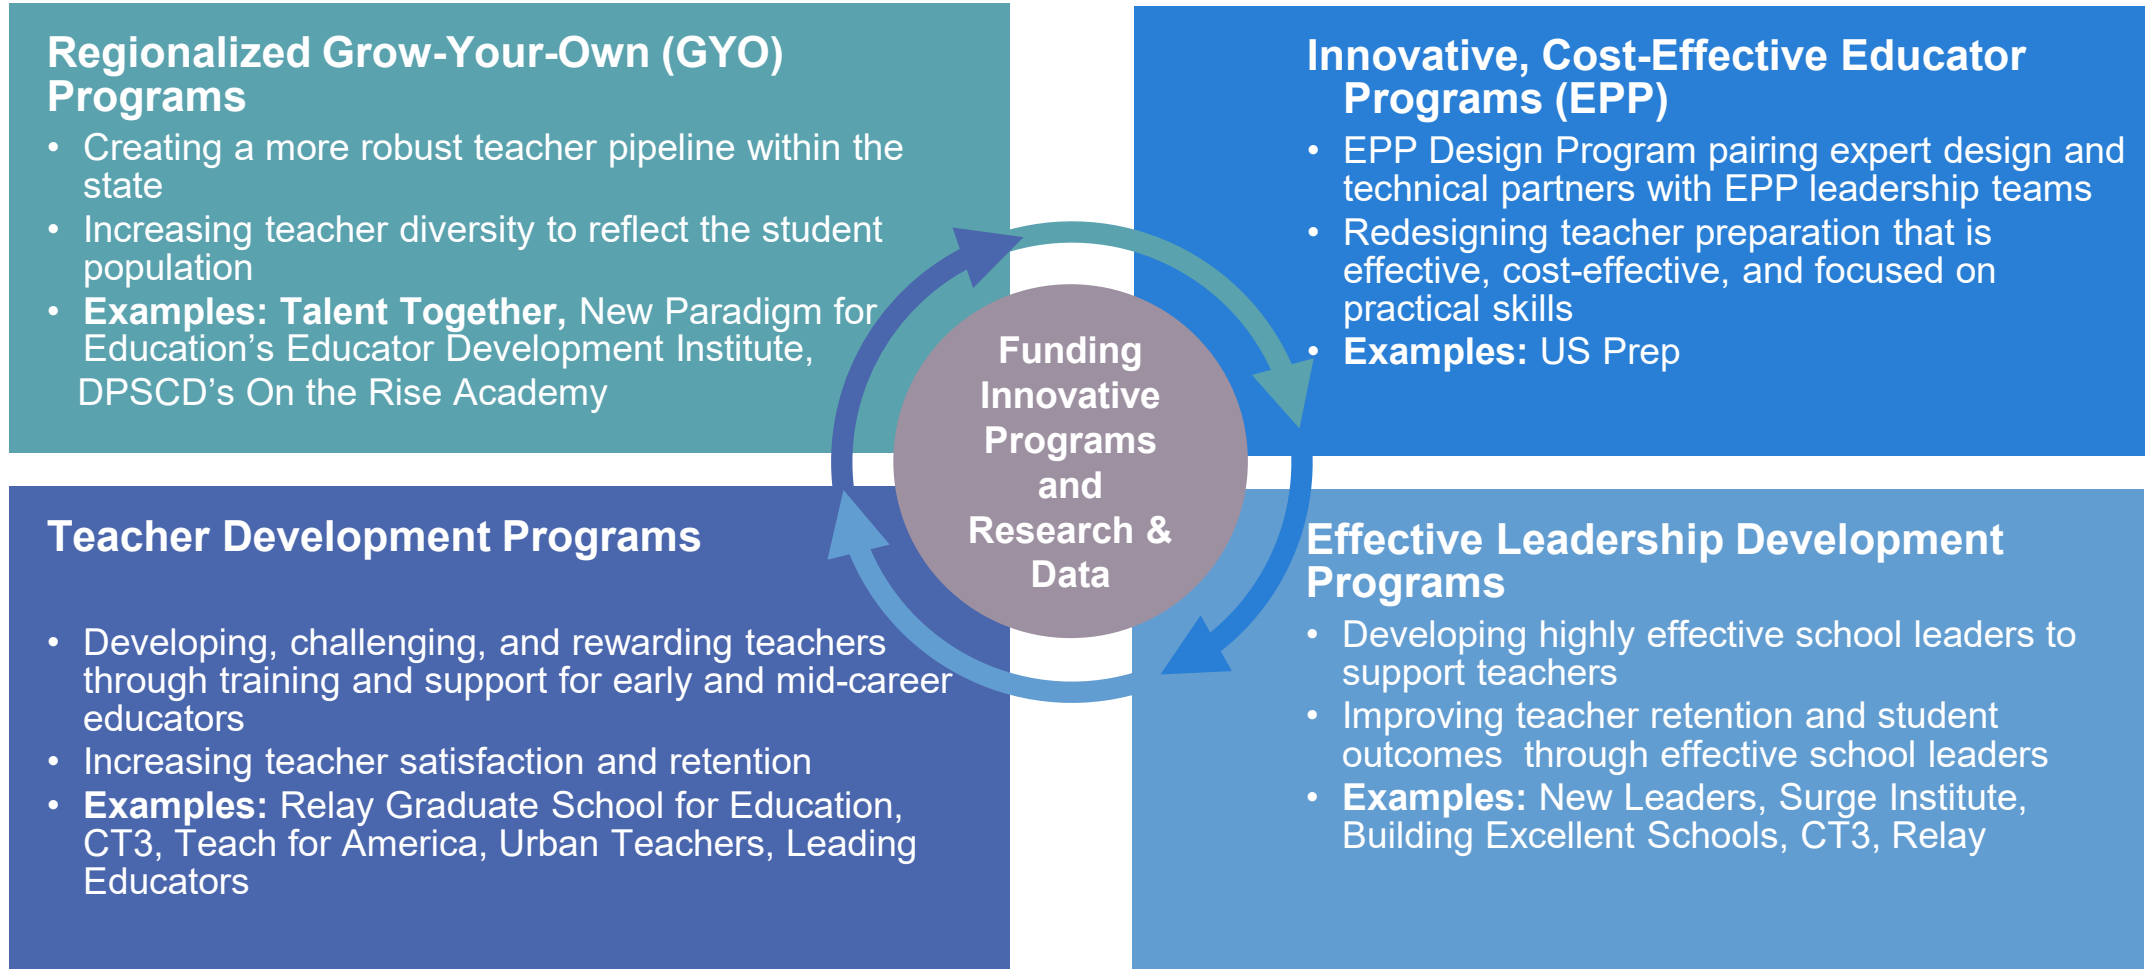 Regionalized Grow-Your-Own (GYO)
Programs
• Creating a more robust teacher pipeline within the
state
• Increasing teacher diversity to reflect the student
population
• Examples: Talent Together, New Paradigm for
Education’s Educator Development Institute,
DPSCD’s On the Rise Academy
Innovative, Cost-Effective Educator
Programs (EPP)
• EPP Design Program pairing expert design and
technical partners with EPP leadership teams
• Redesigning teacher preparation that is
effective, cost-effective, and focused on
practical skills
• Examples: US Prep
Funding
Innovative
Programs
and
Research &
Data
Teacher Development Programs
• Developing, challenging, and rewarding teachers
through training and support for early and mid-career
educators
• Increasing teacher satisfaction and retention
• Examples: Relay Graduate School for Education,
CT3, Teach for America, Urban Teachers, Leading
Educators
Effective Leadership Development
Programs
• Developing highly effective school leaders to
support teachers
• Improving teacher retention and student
outcomes  through effective school leaders
• Examples: New Leaders, Surge Institute,
Building Excellent Schools, CT3, Relay